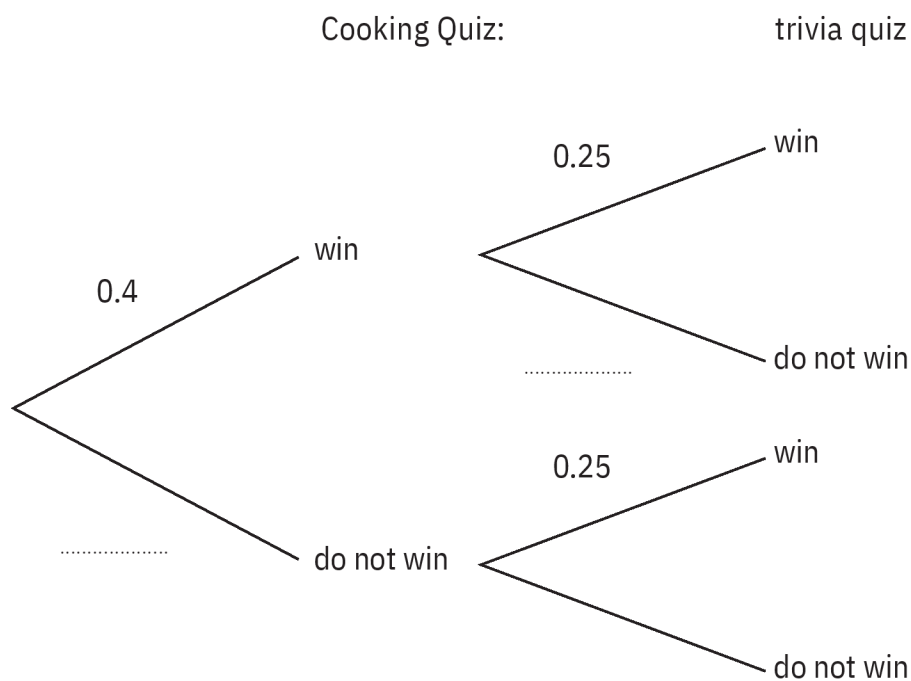 Cooking Quiz: trivia quiz
win
0.25
win
0.4
do not win
....................
win
0.25
....................
do not win
do not win